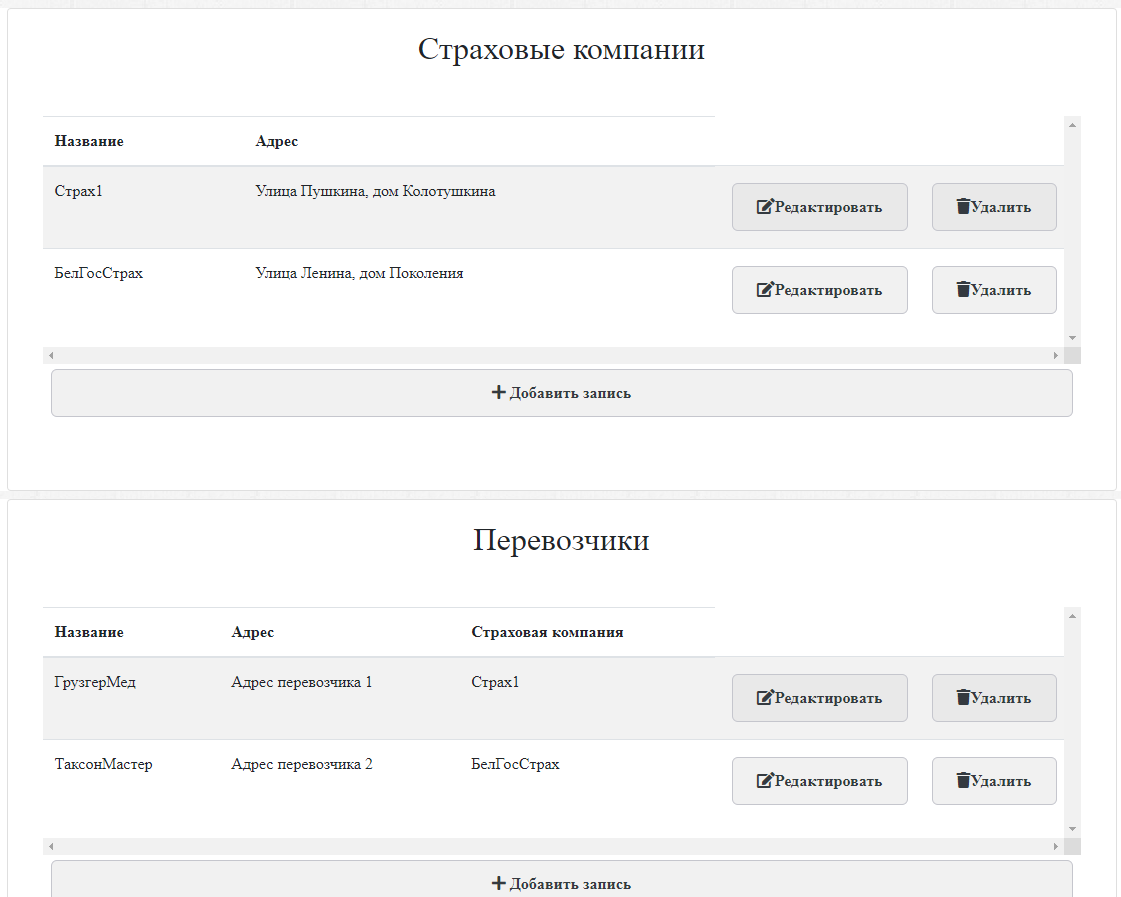 Страховые компании
Название Адрес
Страх1 Улица Пушкина, дом Колотушкина Редактировать Удалить
БелГосСтрах Улица Ленина, дом Поколения Редактировать Удалить
Добавить запись
Перевозчики
Название Адрес Страховая компания
ГрузгерМед Адрес перевозчика 1 Страх1 Редактировать Удалить
ТаксонМастер Адрес перевозчика 2 БелГосСтрах Редактировать Удалить
Добавить запись